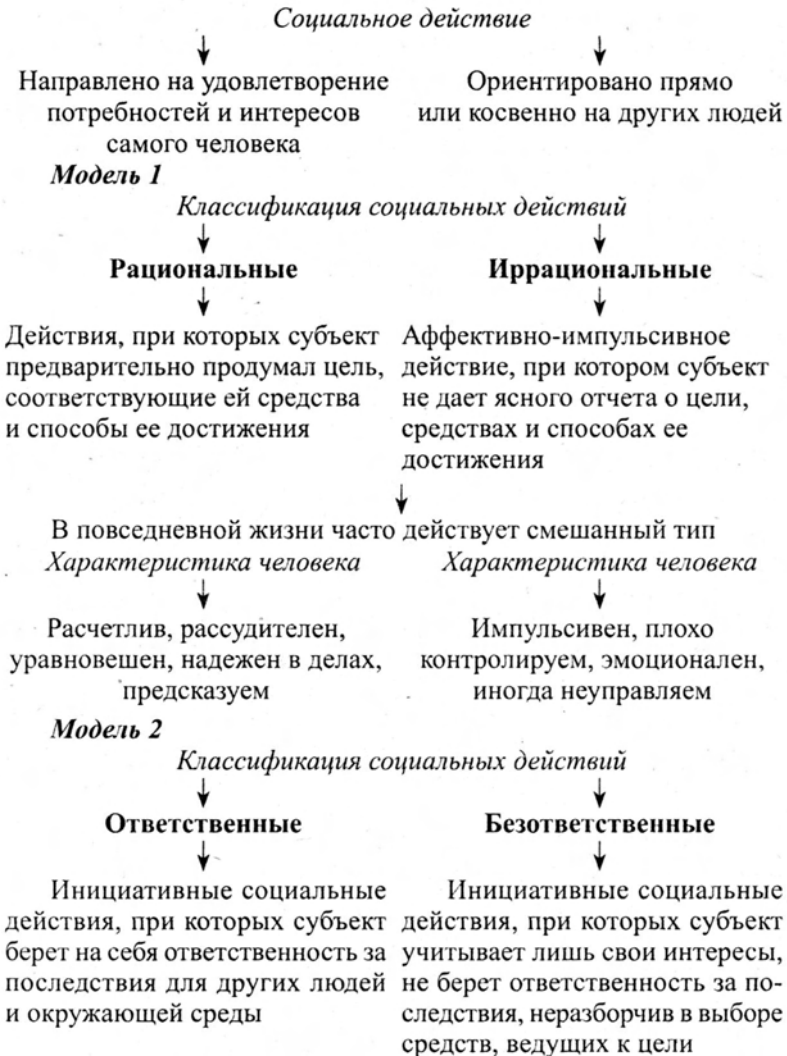 Социальное действие
Направлено на удовлетворение
потребностей и интересов
самого человека
Ориентировано прямо
или косвенно на других людей
Модель 1
Классификация социальных действий
Рациональные
Иррациональные
Действия, при которых субъект
предварительно продумал цель,
соответствующие ей средства
и способы ее достижения
Аффективно-импульсивное
действие, при котором субъект
не дает ясного отчета о цели,
средствах и способах ее
достижения
В повседневной жизни часто действует смешанный тип
Характеристика человека
Характеристика человека
Расчетлив, рассудителен,
уравновешен, надежен в делах,
предсказуем
Импульсивен, плохо
контролируем, эмоционален,
иногда неуправляем
Модель 2
Классификация социальных действий
Ответственные
Безответственные
Инициативные социальные
действия, при которых субъект
берет на себя ответственность за
последствия для других людей
и окружающей среды
Инициативные социальные
действия, при которых субъект
учитывает лишь свои интересы,
не берет ответственность за по-
следствия, неразборчив в выборе
средств, ведущих к цели